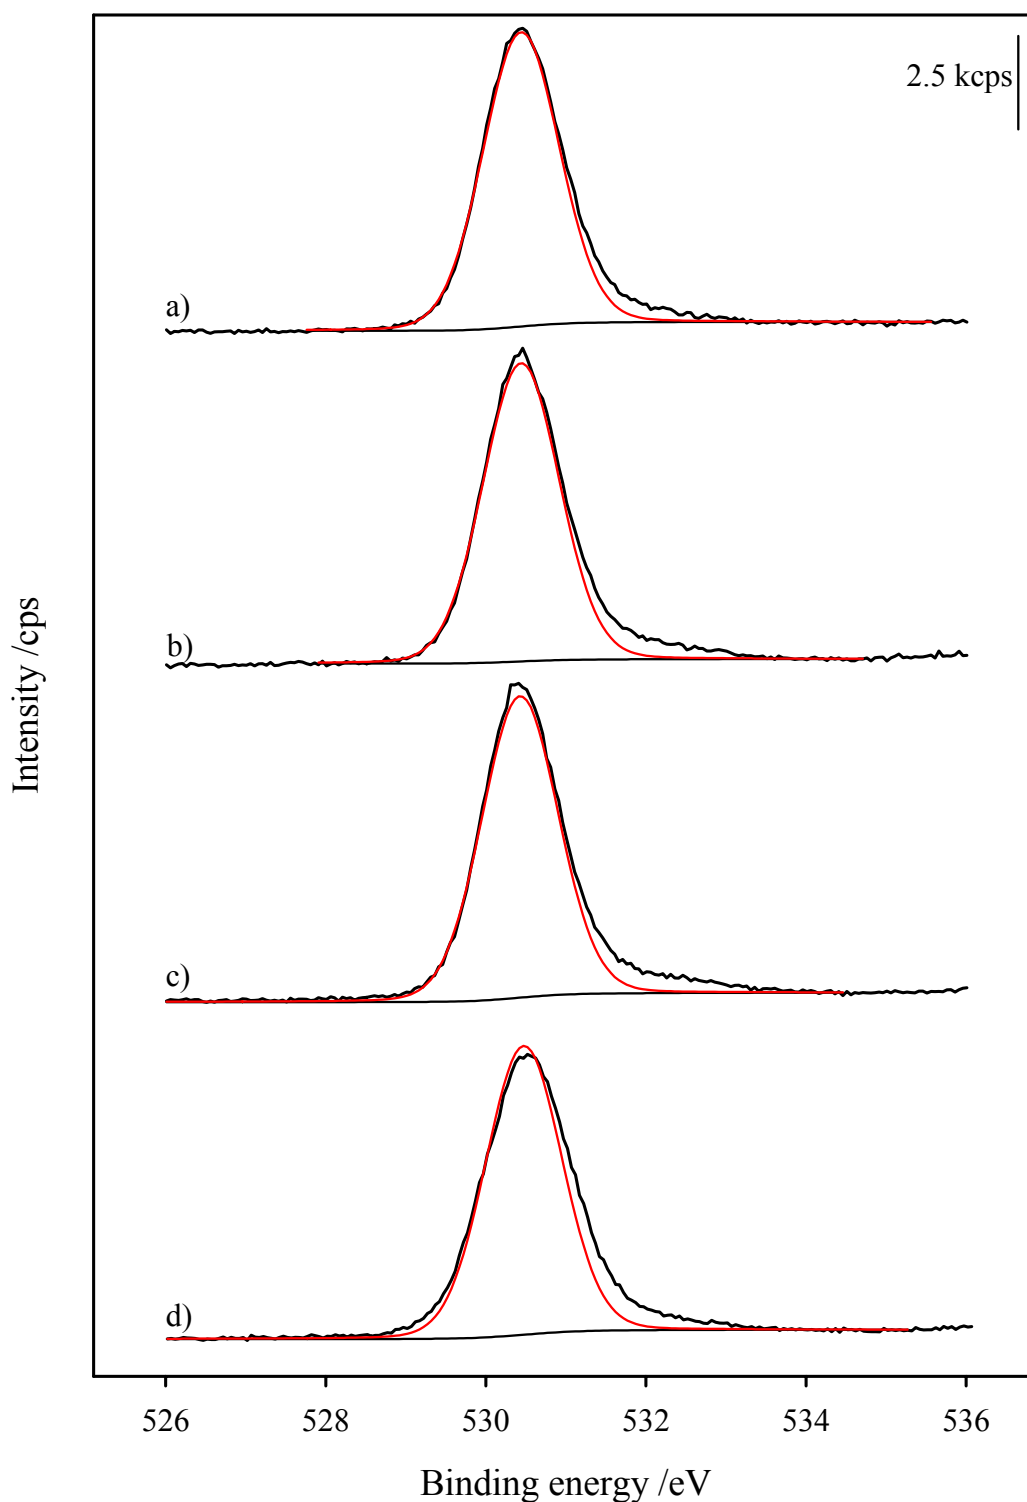 2.5 kcps
a)
b)
c)
d)
Intensity /cps
526 528 530 532 534 536
Binding energy /eV